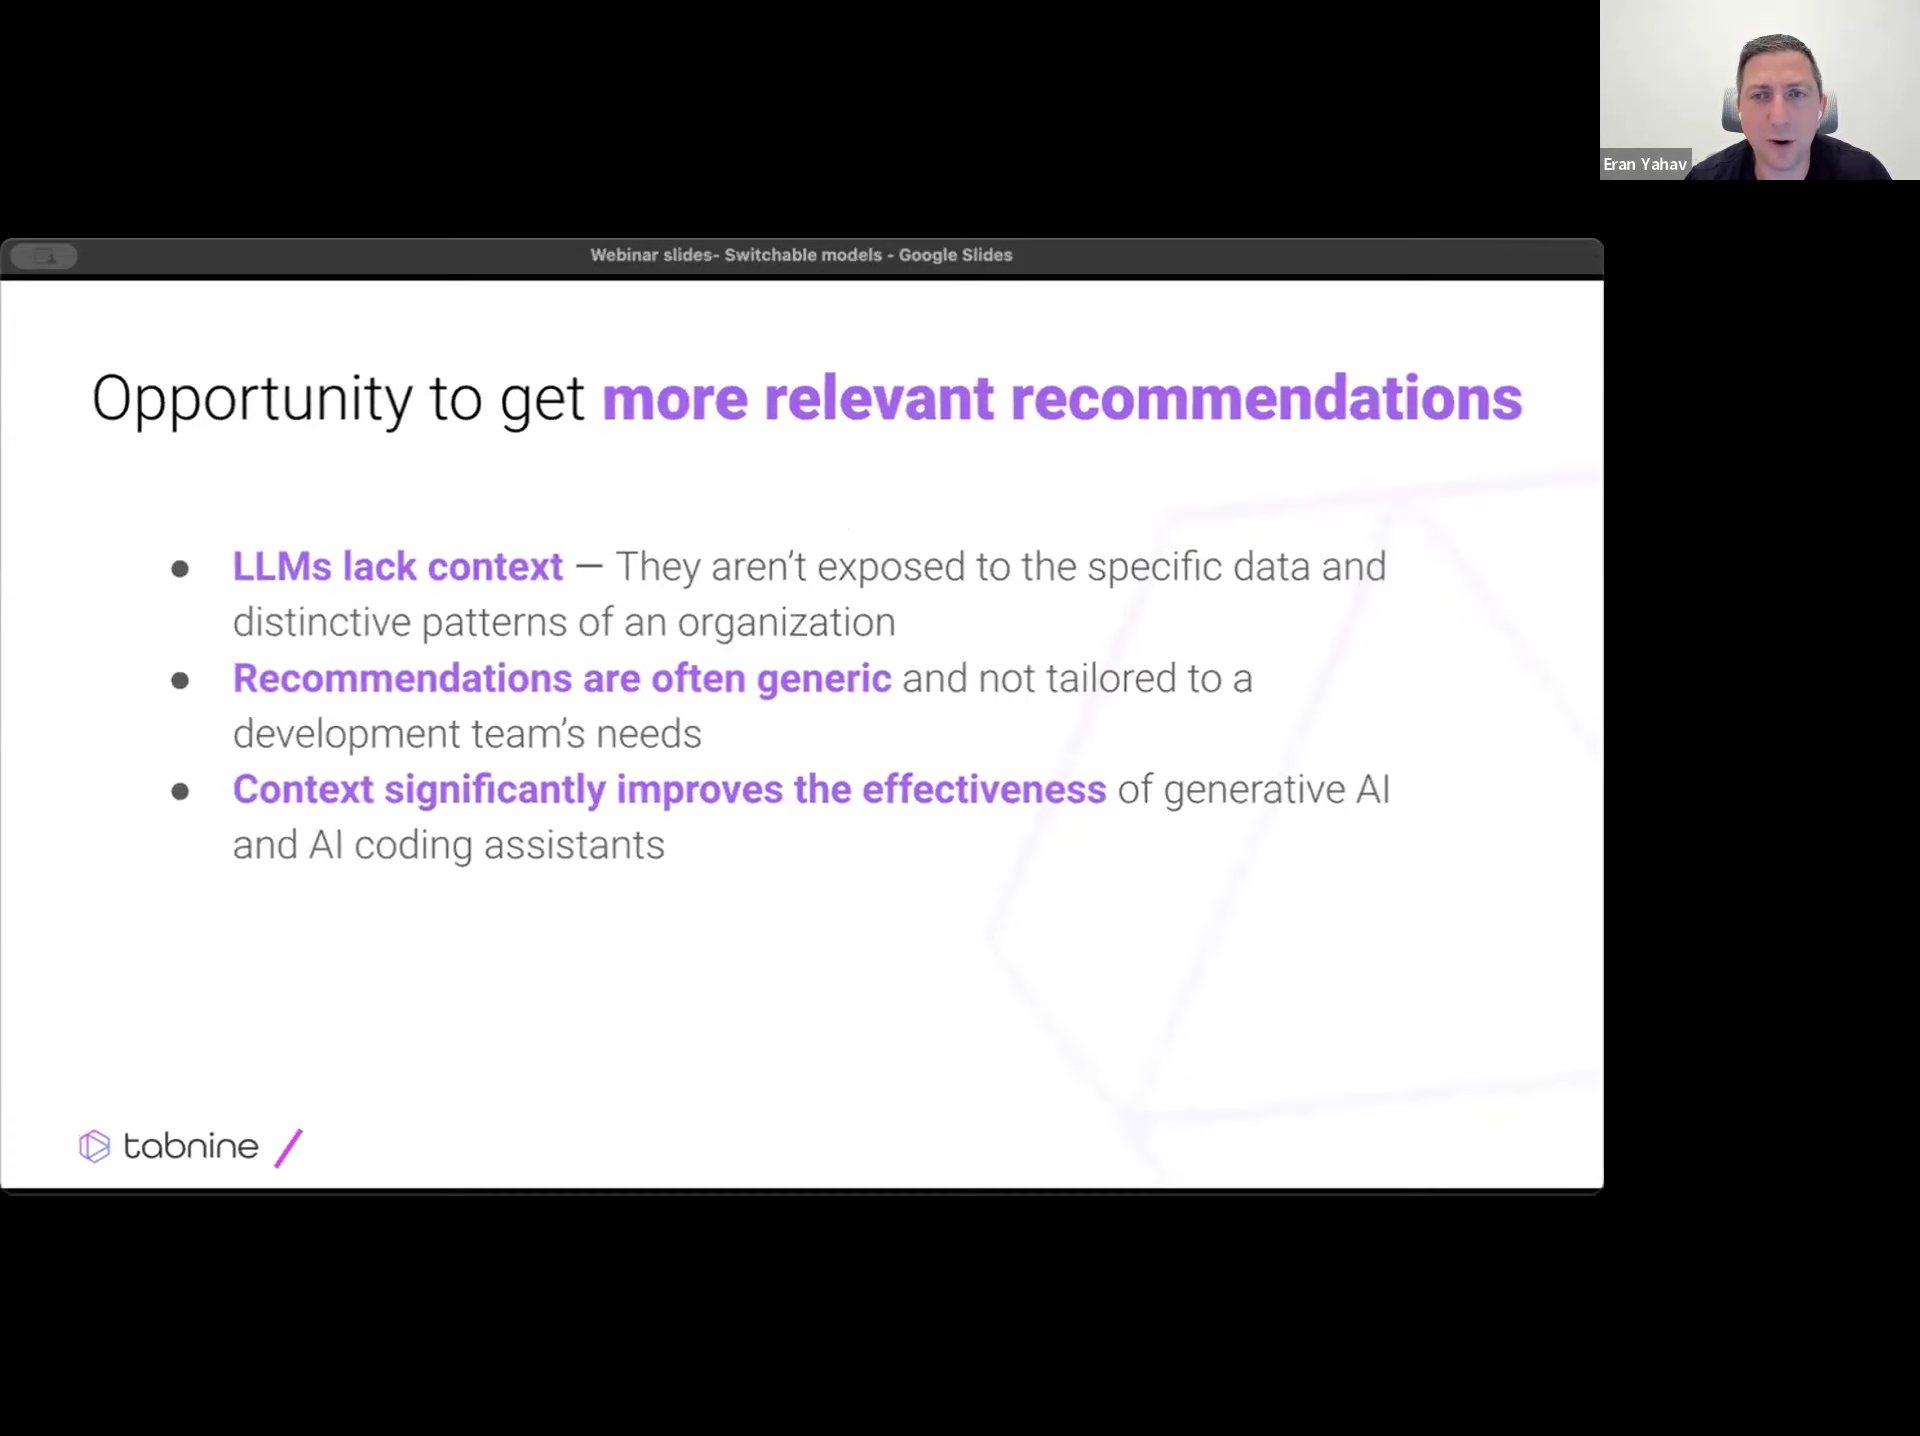 Eran Yahav
Webinar slides- Switchable models - Google Slides
Opportunity to get more relevant recommendations
● LLMs lack context — They aren’t exposed to the specific data and
distinctive patterns of an organization
● Recommendations are often generic and not tailored to a
development team’s needs
● Context significantly improves the effectiveness of generative AI
and AI coding assistants
tabnine